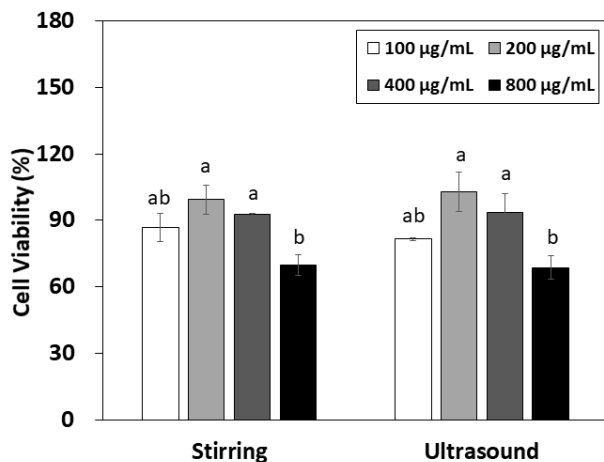 180
150
120
90
60
30
0
Cell Viability (%)
100 µg/mL 200 µg/mL
400 µg/mL 800 µg/mL
ab a a b
ab a a b
Stirring Ultrasound